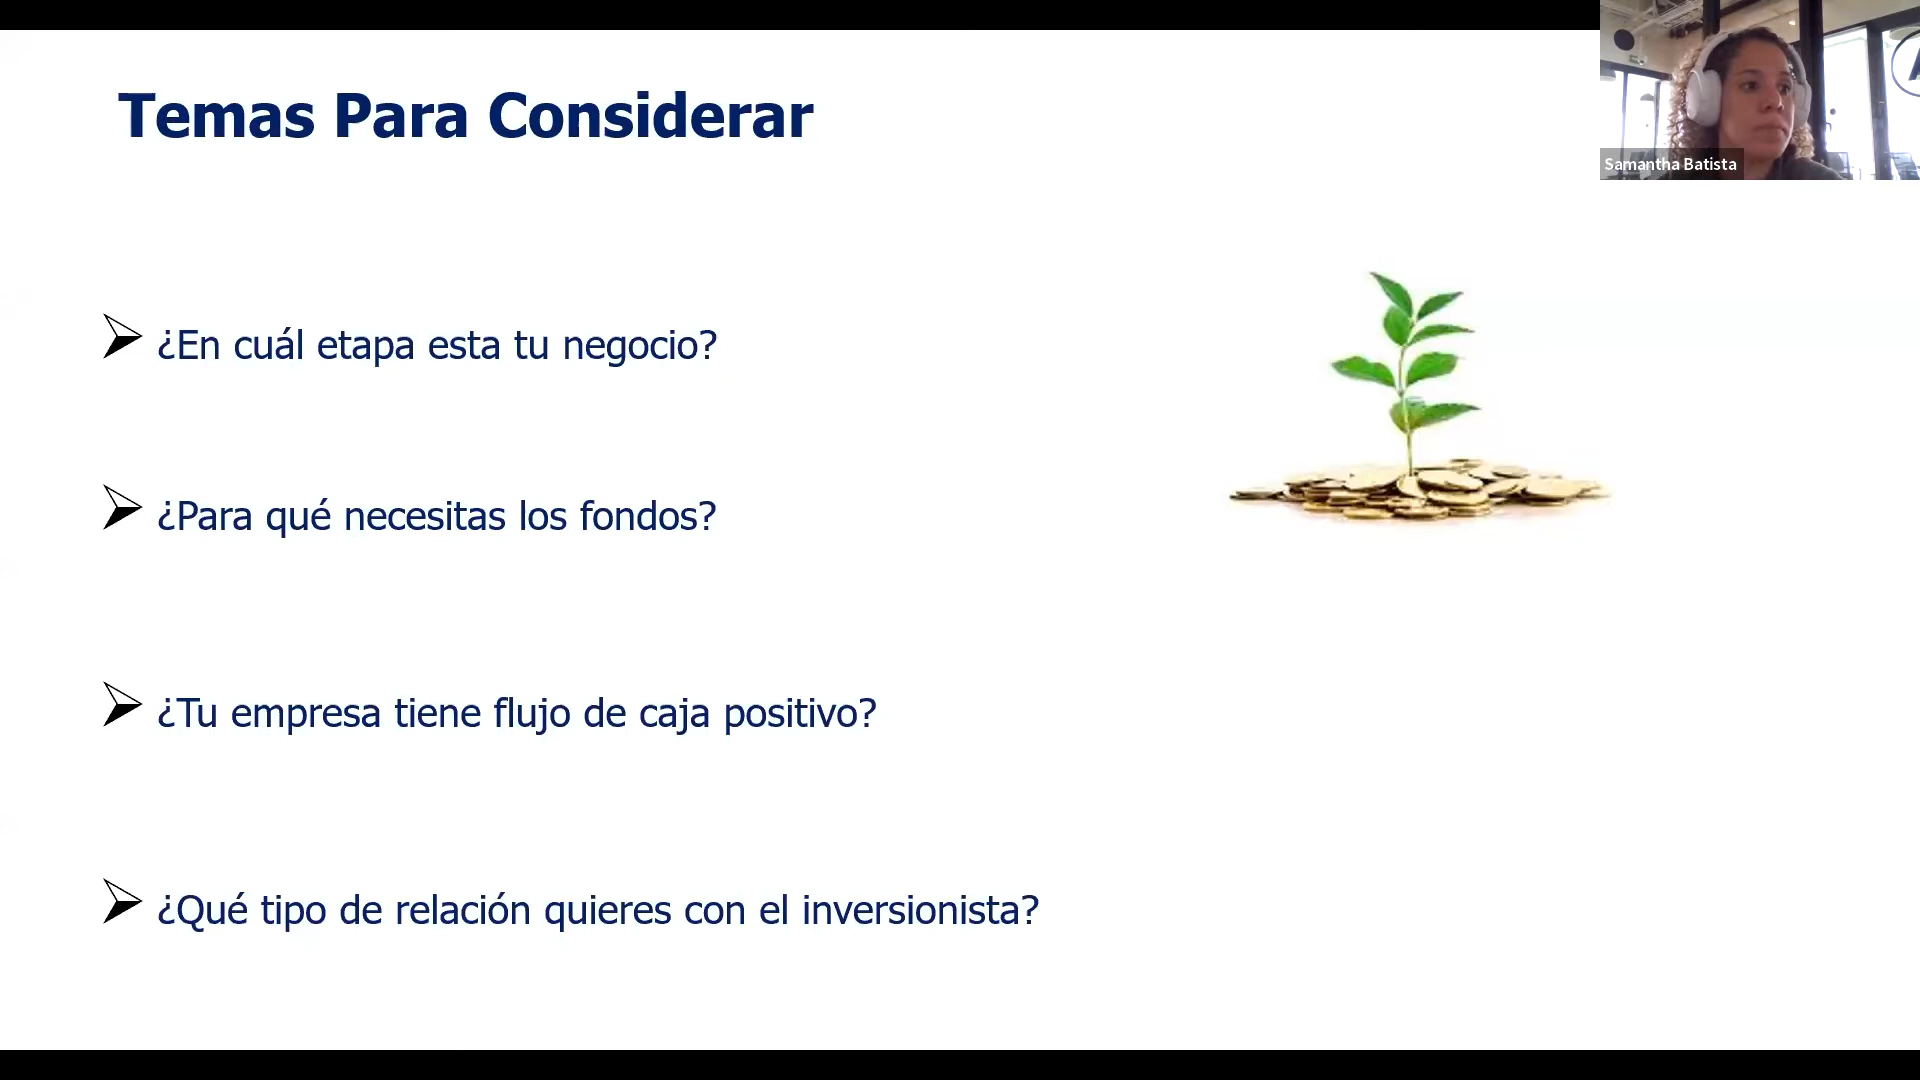 Temas Para Considerar
Samantha Batista
¿En cuál etapa esta tu negocio?
¿Para qué necesitas los fondos?
¿Tu empresa tiene flujo de caja positivo?
¿Qué tipo de relación quieres con el inversionista?